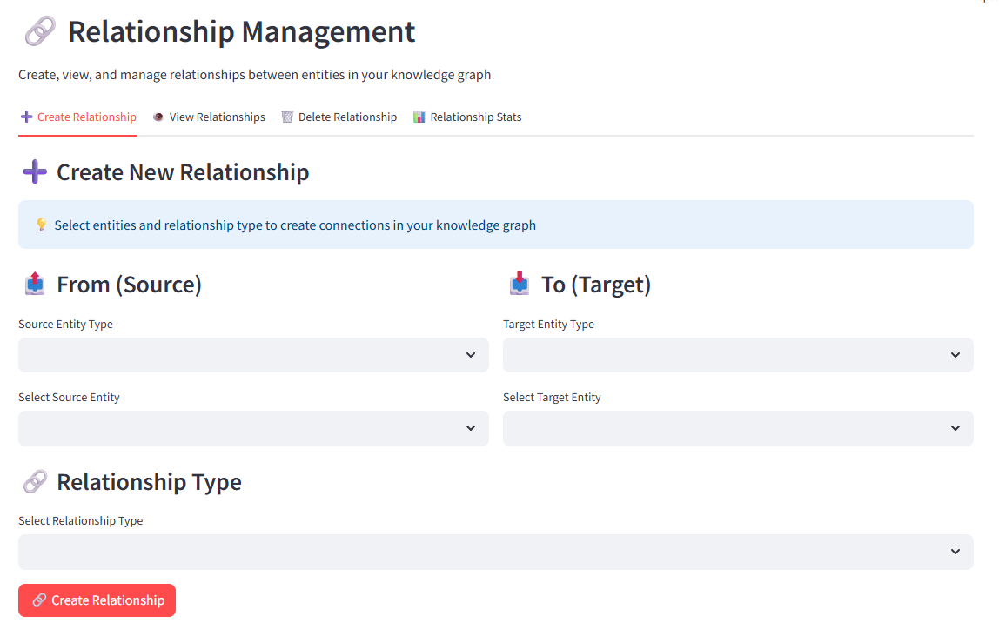 Relationship Management
Create, view, and manage relationships between entities in your knowledge graph
Create Relationship
View Relationships
Delete Relationship
Relationship Stats
Create New Relationship
Select entities and relationship type to create connections in your knowledge graph
From (Source)
To (Target)
Source Entity Type
Target Entity Type
Select Source Entity
Select Target Entity
Relationship Type
Select Relationship Type
Create Relationship